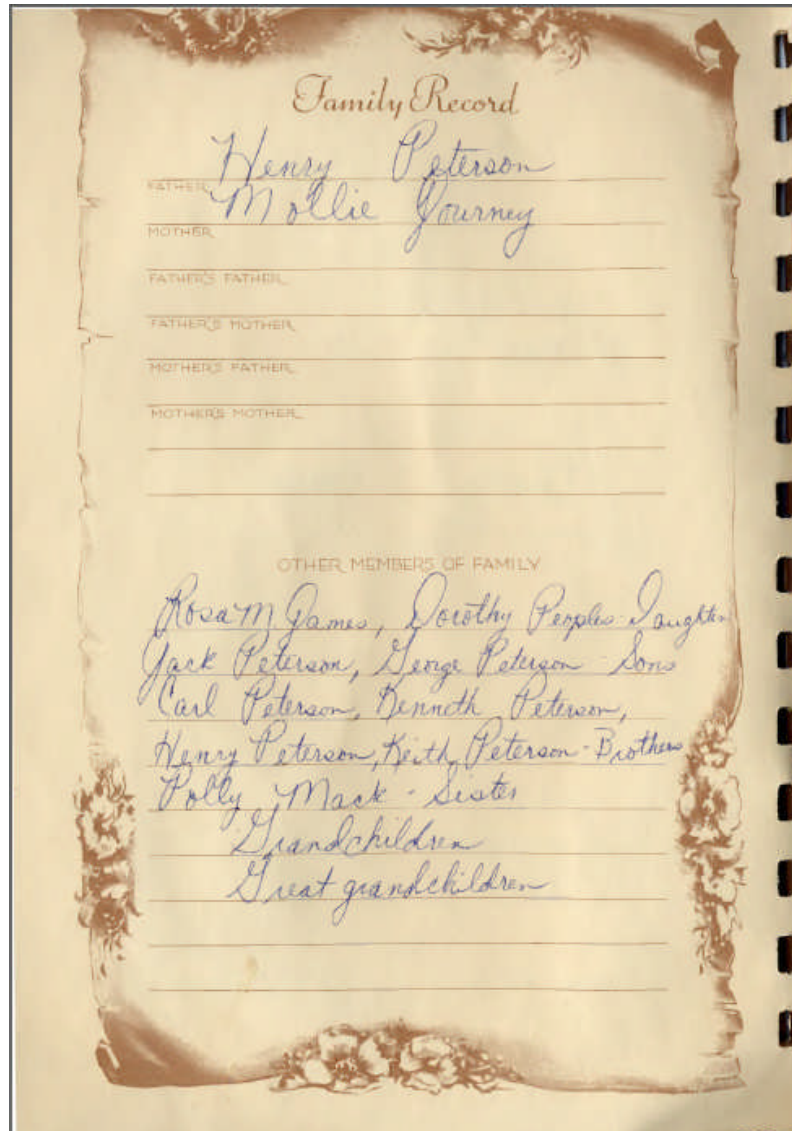 Family Record
Henry Peterson
FATHER
Mollie Journey
MOTHER
FATHER'S FATHER
FATHER'S MOTHER
MOTHER'S FATHER
MOTHER'S MOTHER
OTHER MEMBERS OF FAMILY
Rosa M James, Dorothy Peoples - Daughter
Jack Peterson, George Peterson - Sons
Carl Peterson, Kenneth Peterson,
Henry Peterson, Keith Peterson - Brothers
Polly Mack - Sister
Grandchildren
Great grandchildren